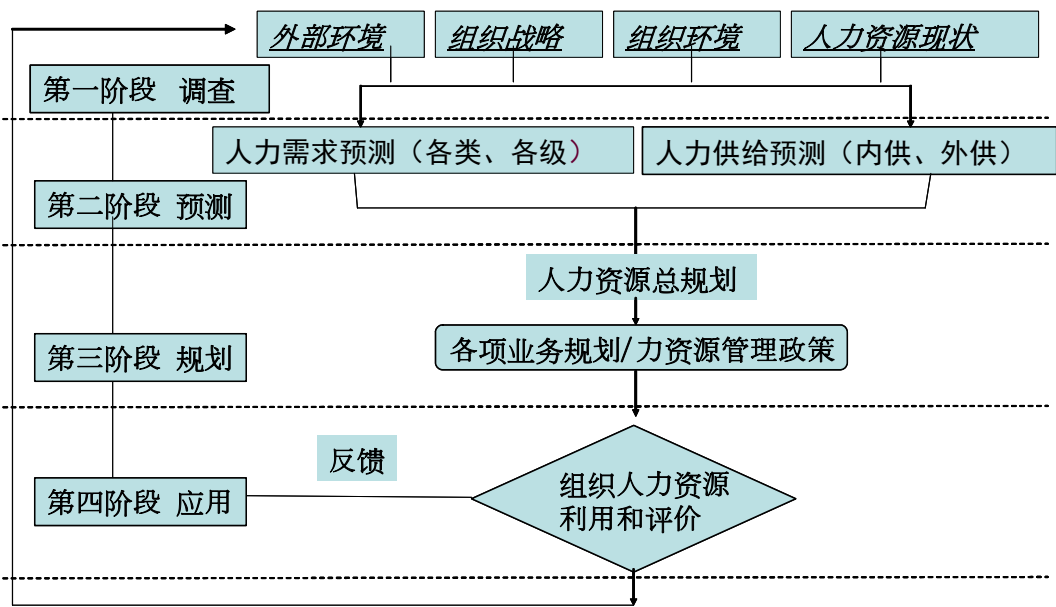 外部环境
组织战略
组织环境
人力资源现状
第一阶段 调查
人力需求预测（各类、各级）
人力供给预测（内供、外供）
第二阶段 预测
人力资源总规划
第三阶段 规划
各项业务规划/力资源管理政策
反馈
第四阶段 应用
组织人力资源
利用和评价